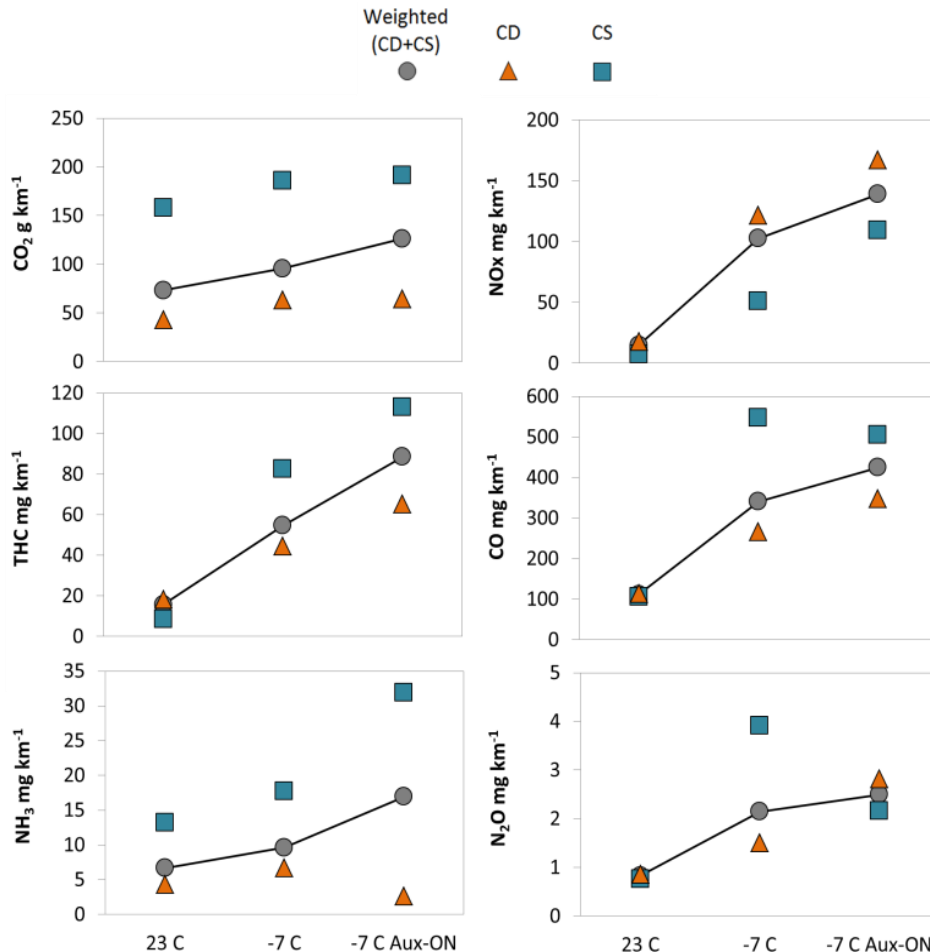 Weighted
(CD+CS)
CD
CS
CO₂ g km⁻¹
250
200
150
100
50
0
NOx mg km⁻¹
200
150
100
50
0
THC mg km⁻¹
120
100
80
60
40
20
0
CO mg km⁻¹
600
500
400
300
200
100
0
NH₃ mg km⁻¹
35
30
25
20
15
10
5
0
23 C
-7 C
-7 C Aux-ON
N₂O mg km⁻¹
5
4
3
2
1
0
23 C
-7 C
-7 C Aux-ON